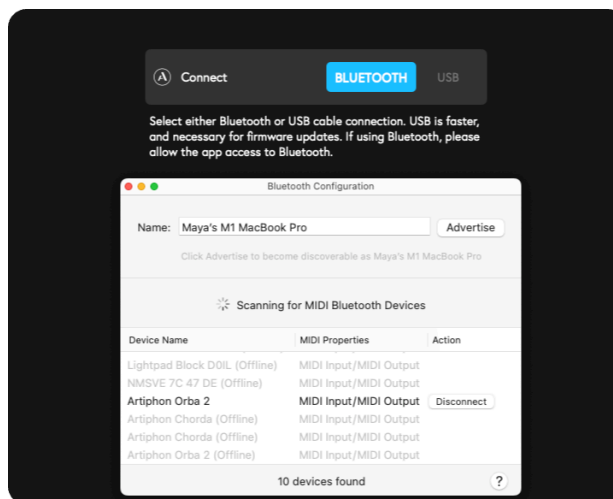 Connect BLUETOOTH USB
Select either Bluetooth or USB cable connection. USB is faster,
and necessary for firmware updates. If using Bluetooth, please
allow the app access to Bluetooth.
Bluetooth Configuration
Name: Maya's M1 MacBook Pro Advertise
Click Advertise to become discoverable as Maya's M1 MacBook Pro
Scanning for MIDI Bluetooth Devices
Device Name MIDI Properties Action
Lightpad Block D0IL (Offline) MIDI Input/MIDI Output
NMSVE 7C 47 DE (Offline) MIDI Input/MIDI Output
Artiphon Orba 2 MIDI Input/MIDI Output Disconnect
Artiphon Chorda (Offline) MIDI Input/MIDI Output
Artiphon Chorda (Offline) MIDI Input/MIDI Output
Artiphon Orba 2 (Offline) MIDI Input/MIDI Output
10 devices found ?